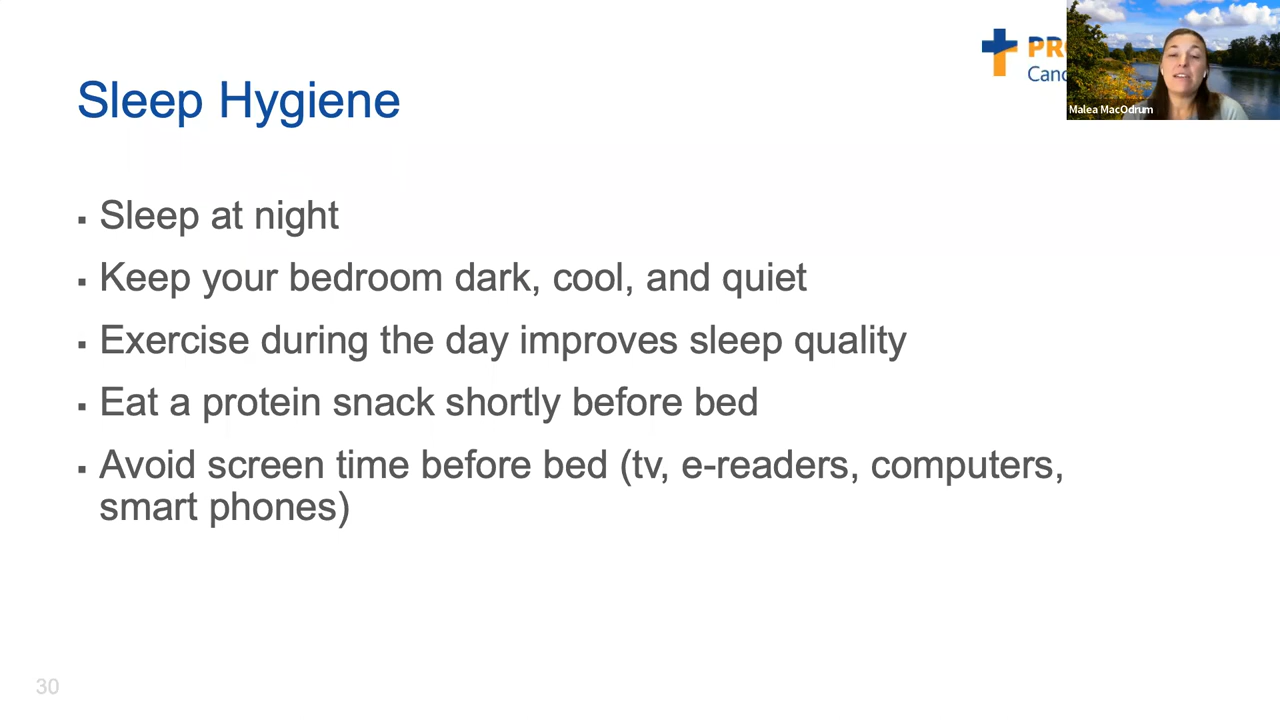 Sleep Hygiene
Malea MacOdrum
▪ Sleep at night
▪ Keep your bedroom dark, cool, and quiet
▪ Exercise during the day improves sleep quality
▪ Eat a protein snack shortly before bed
▪ Avoid screen time before bed (tv, e-readers, computers,
smart phones)
30